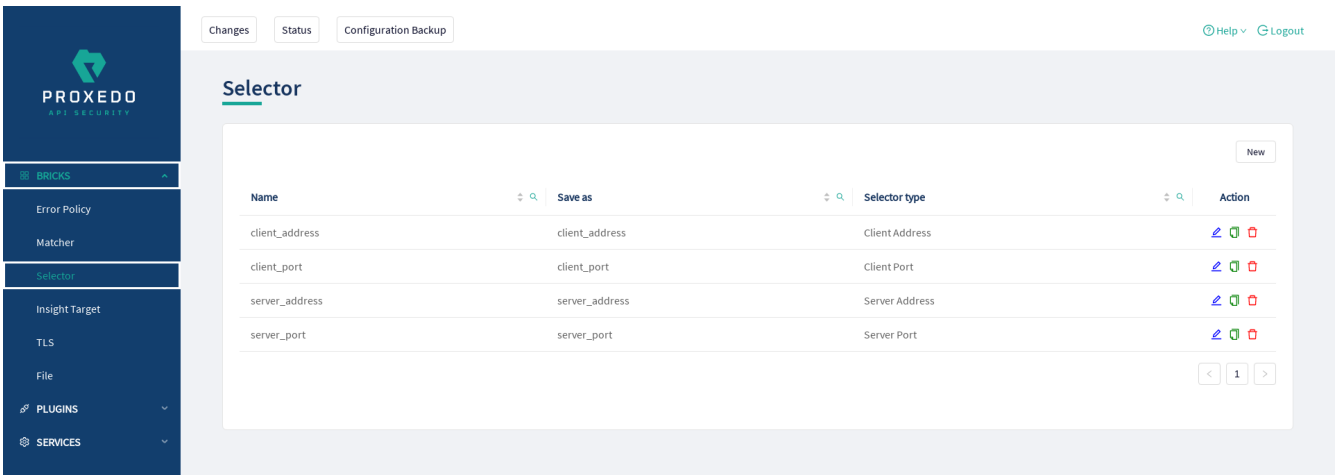 Changes Status Configuration Backup Help Logout
PROXEDO
API SECURITY
Selector
New
BRICKS
Error Policy
Matcher
Selector
Insight Target
TLS
File
PLUGINS
SERVICES
Name Save as Selector type Action
client_address client_address Client Address
client_port client_port Client Port
server_address server_address Server Address
server_port server_port Server Port
< 1 >